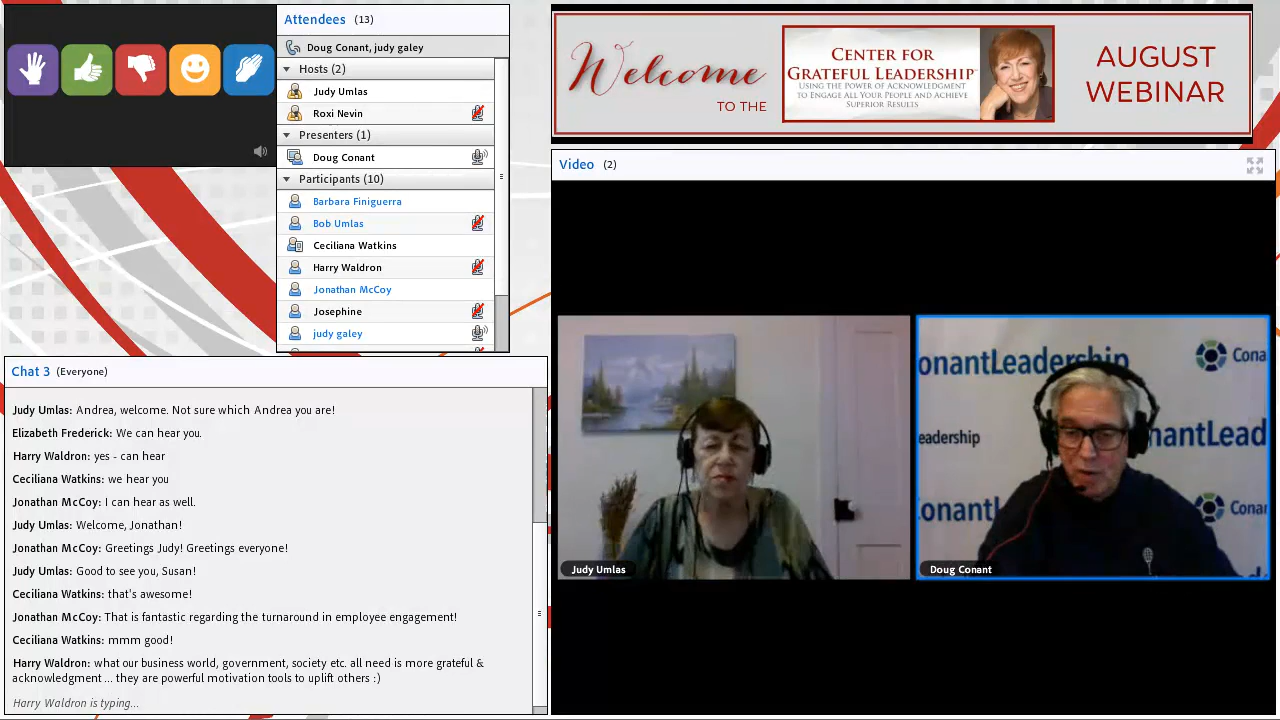 Attendees (13)
Doug Conant, judy galey
Hosts (2)
Judy Umlas
Roxi Nevin
Presenters (1)
Doug Conant
Participants (10)
Barbara Finiguerra
Bob Umlas
Ceciliana Watkins
Harry Waldron
Jonathan McCoy
Josephine
judy galey
Chat 3 (Everyone)
Judy Umlas: Andrea, welcome. Not sure which Andrea you are!
Elizabeth Frederick: We can hear you.
Harry Waldron: yes - can hear
Ceciliana Watkins: we hear you
Jonathan McCoy: I can hear as well.
Judy Umlas: Welcome, Jonathan!
Jonathan McCoy: Greetings Judy! Greetings everyone!
Judy Umlas: Good to see you, Susan!
Ceciliana Watkins: that's awesome!
Jonathan McCoy: That is fantastic regarding the turnaround in employee engagement!
Ceciliana Watkins: mmm good!
Harry Waldron: what our business world, government, society etc. all need is more grateful &
acknowledgment ... they are powerful motivation tools to uplift others :)
Harry Waldron is typing...
Welcome
TO THE
CENTER FOR
GRATEFUL LEADERSHIP™
USING THE POWER OF ACKNOWLEDGMENT
TO ENGAGE ALL YOUR PEOPLE AND ACHIEVE
SUPERIOR RESULTS
AUGUST
WEBINAR
Video (2)
onantLeadership
Cona
eadership
nantLead
onantL
Conan
Judy Umlas
Doug Conant